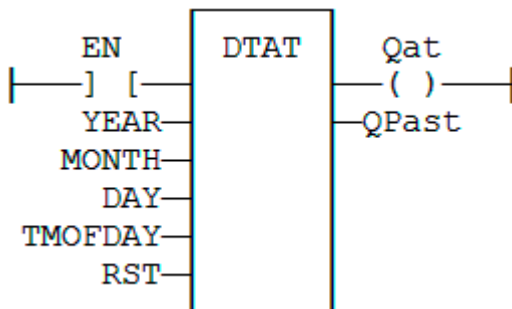 EN DTAT Qat
] [ ( )
YEAR QPast
MONTH
DAY
TMOFDAY
RST